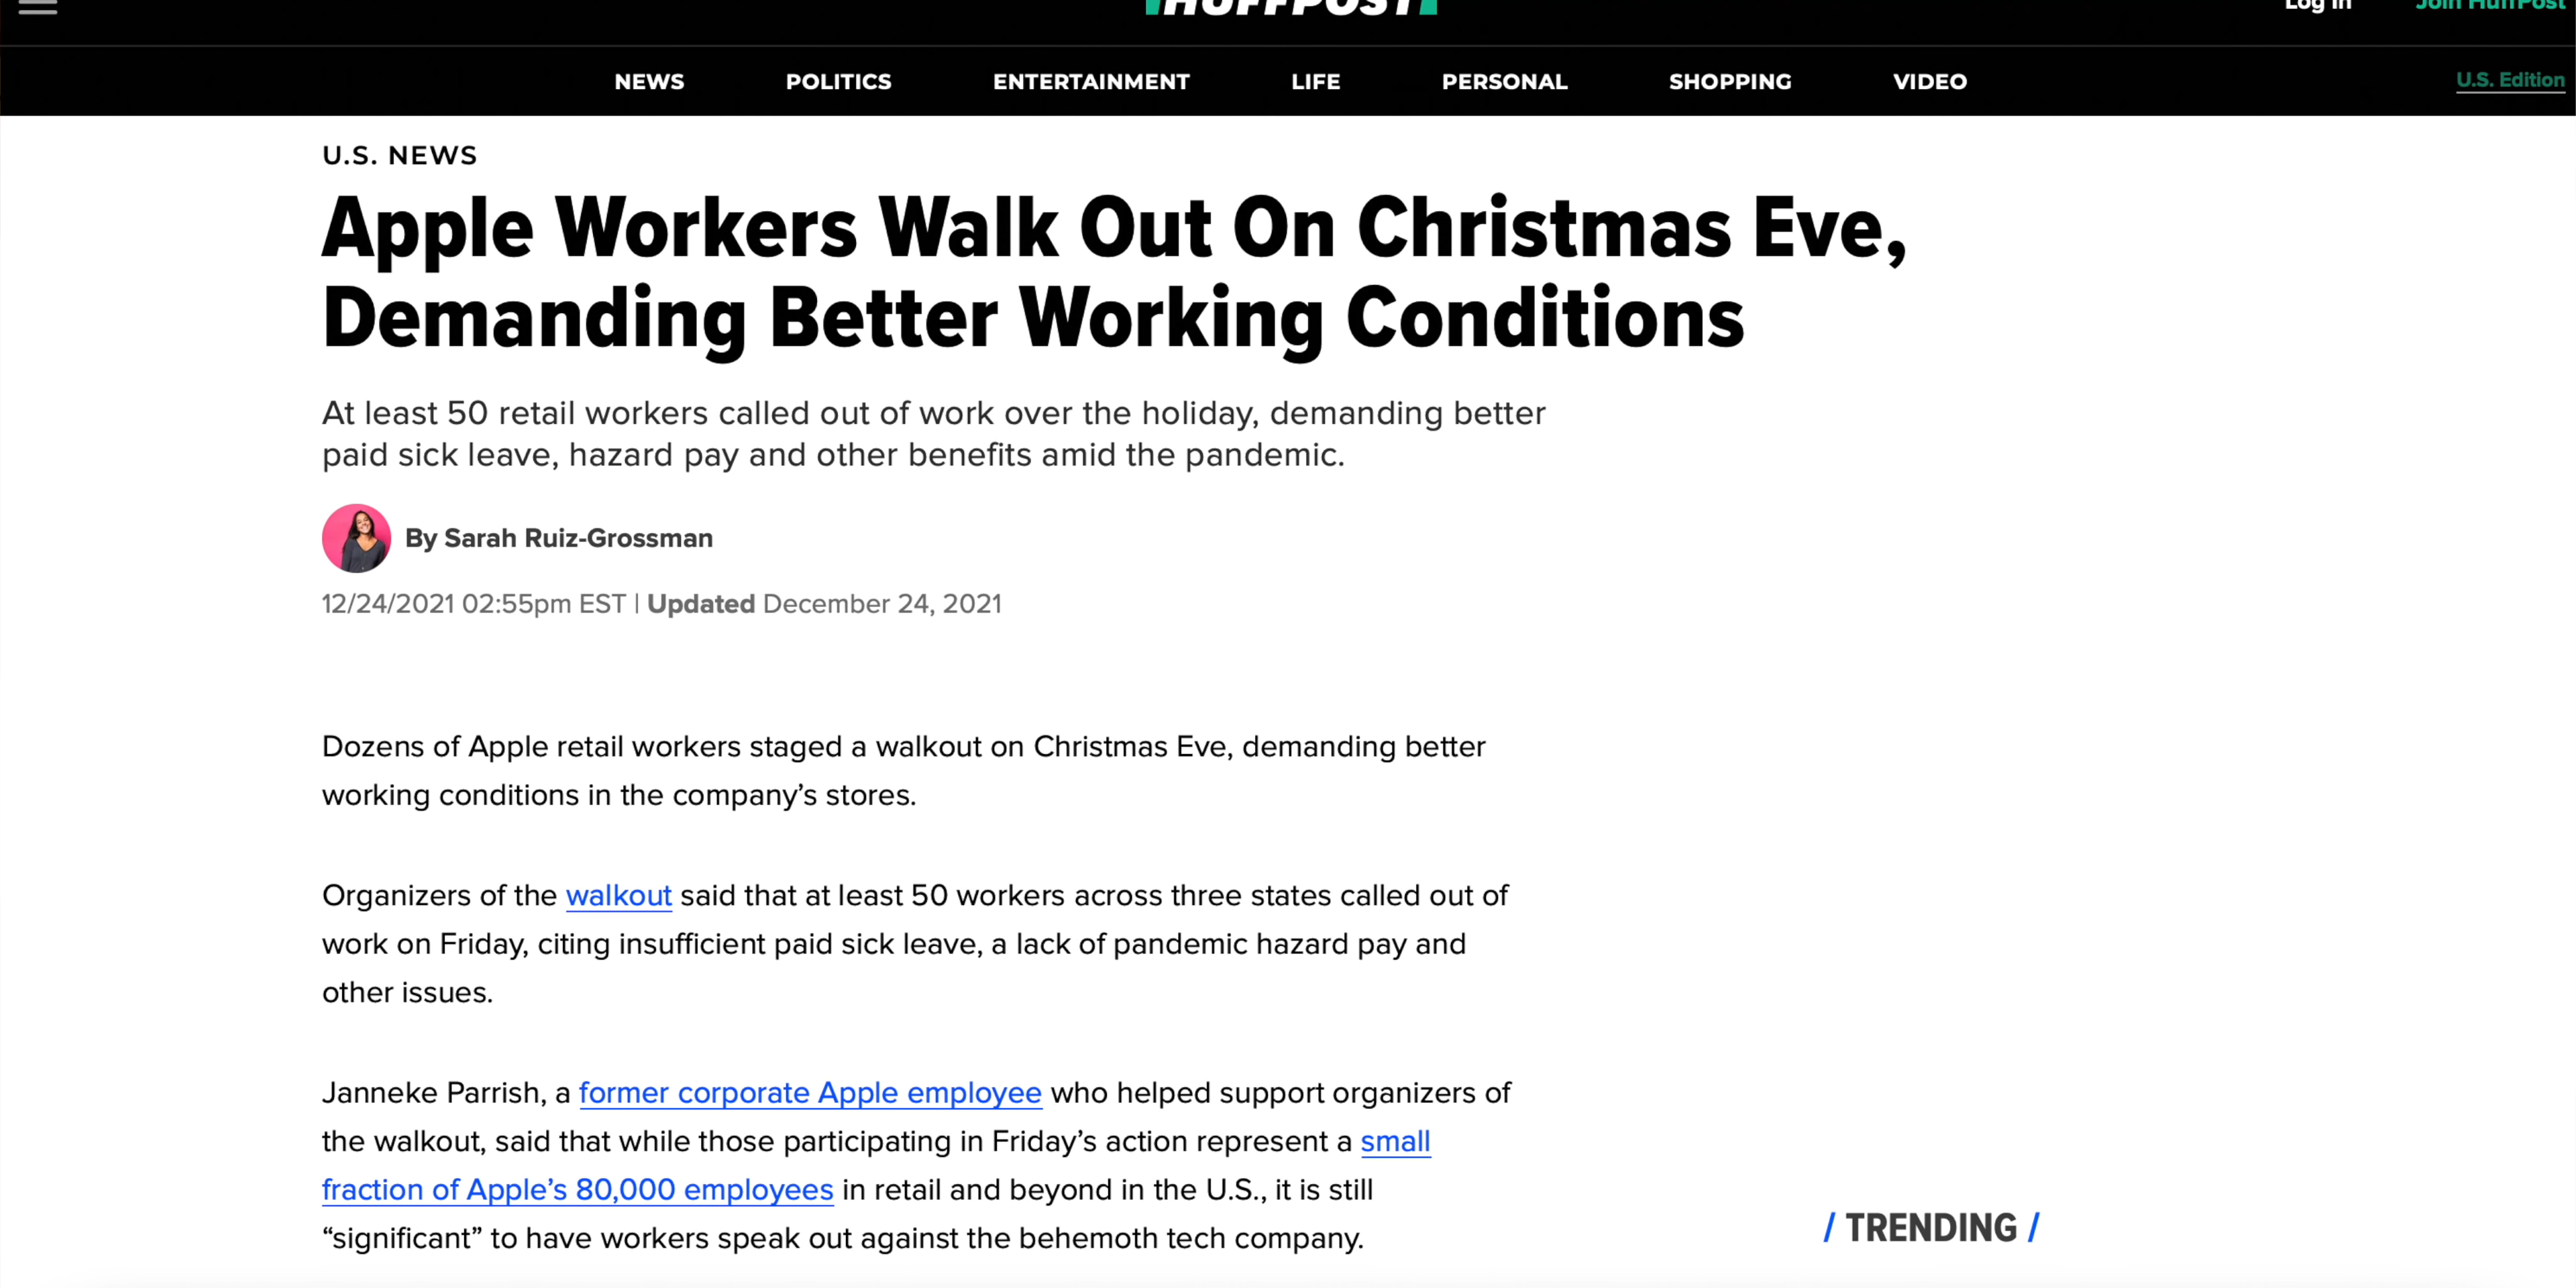 HUFFPOST
Log In
Join HuffPost
NEWS
POLITICS
ENTERTAINMENT
LIFE
PERSONAL
SHOPPING
VIDEO
U.S. Edition
U.S. NEWS
Apple Workers Walk Out On Christmas Eve,
Demanding Better Working Conditions
At least 50 retail workers called out of work over the holiday, demanding better
paid sick leave, hazard pay and other benefits amid the pandemic.
By Sarah Ruiz-Grossman
12/24/2021 02:55pm EST | Updated December 24, 2021
Dozens of Apple retail workers staged a walkout on Christmas Eve, demanding better
working conditions in the company’s stores.
Organizers of the walkout said that at least 50 workers across three states called out of
work on Friday, citing insufficient paid sick leave, a lack of pandemic hazard pay and
other issues.
Janneke Parrish, a former corporate Apple employee who helped support organizers of
the walkout, said that while those participating in Friday’s action represent a small
fraction of Apple’s 80,000 employees in retail and beyond in the U.S., it is still
“significant” to have workers speak out against the behemoth tech company.
/ TRENDING /